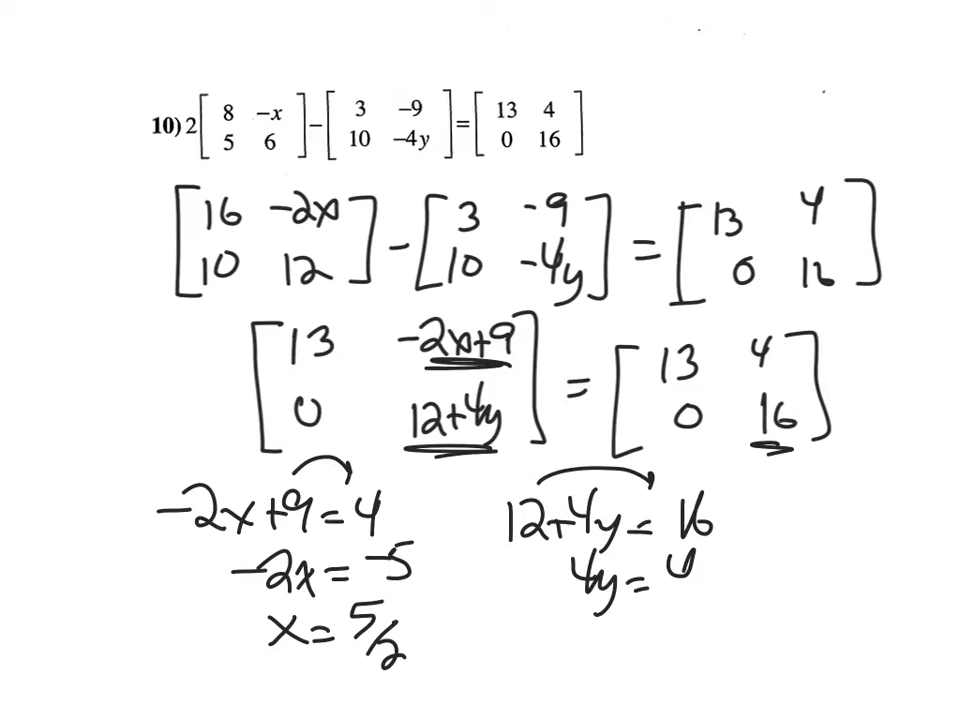 10) 2[ 8 -x ] - [ 3 -9 ] = [ 13 4 ]
5 6 10 -4y 0 16
[ 16 -2x ] - [ 3 -9 ] = [ 13 4 ]
10 12 10 -4y 0 16
[ 13 -2x+9 ] = [ 13 4 ]
0 12+4y 0 16
-2x+9=4 12+4y=16
-2x=-5 4y=4
x=5/2